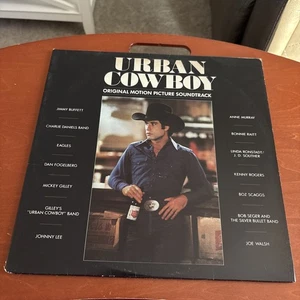 URBAN
COWBOY
ORIGINAL MOTION PICTURE SOUNDTRACK
JIMMY BUFFETT
CHARLIE DANIELS BAND
EAGLES
DAN FOGELBERG
MICKEY GILLEY
GILLEY'S
"URBAN COWBOY" BAND
JOHNNY LEE
ANNE MURRAY
BONNIE RAITT
LINDA RONSTADT/
J. D. SOUTHER
KENNY ROGERS
BOZ SCAGGS
BOB SEGER AND
THE SILVER BULLET BAND
JOE WALSH